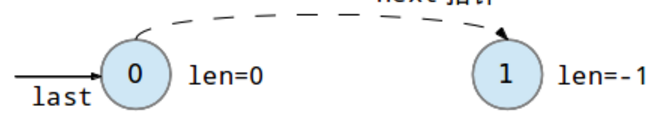 next 指针
0 len=0 1 len=-1
last